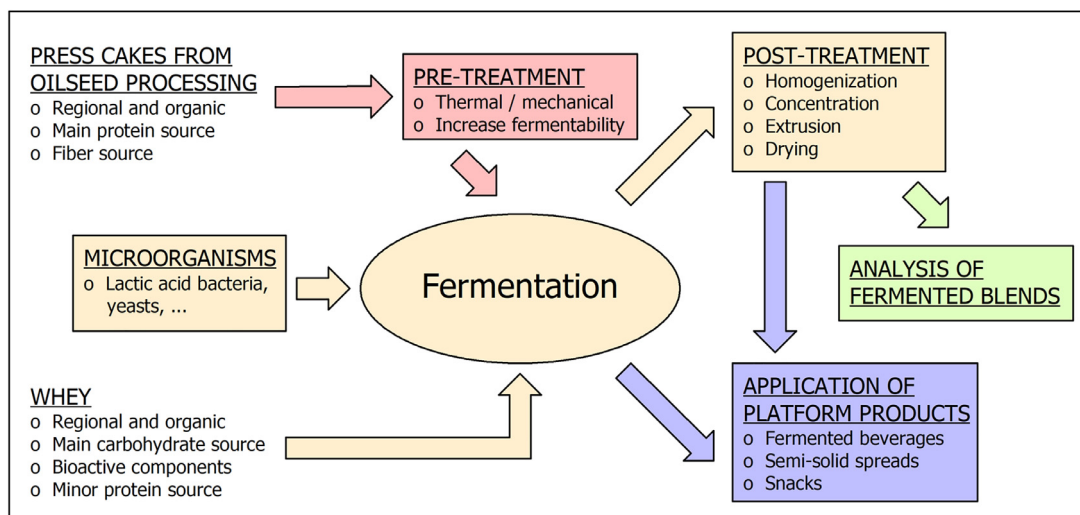 PRESS CAKES FROM
OILSEED PROCESSING
o Regional and organic
o Main protein source
o Fiber source
PRE-TREATMENT
o Thermal / mechanical
o Increase fermentability
POST-TREATMENT
o Homogenization
o Concentration
o Extrusion
o Drying
MICROORGANISMS
o Lactic acid bacteria,
yeasts, ...
Fermentation
ANALYSIS OF
FERMENTED BLENDS
WHEY
o Regional and organic
o Main carbohydrate source
o Bioactive components
o Minor protein source
APPLICATION OF
PLATFORM PRODUCTS
o Fermented beverages
o Semi-solid spreads
o Snacks